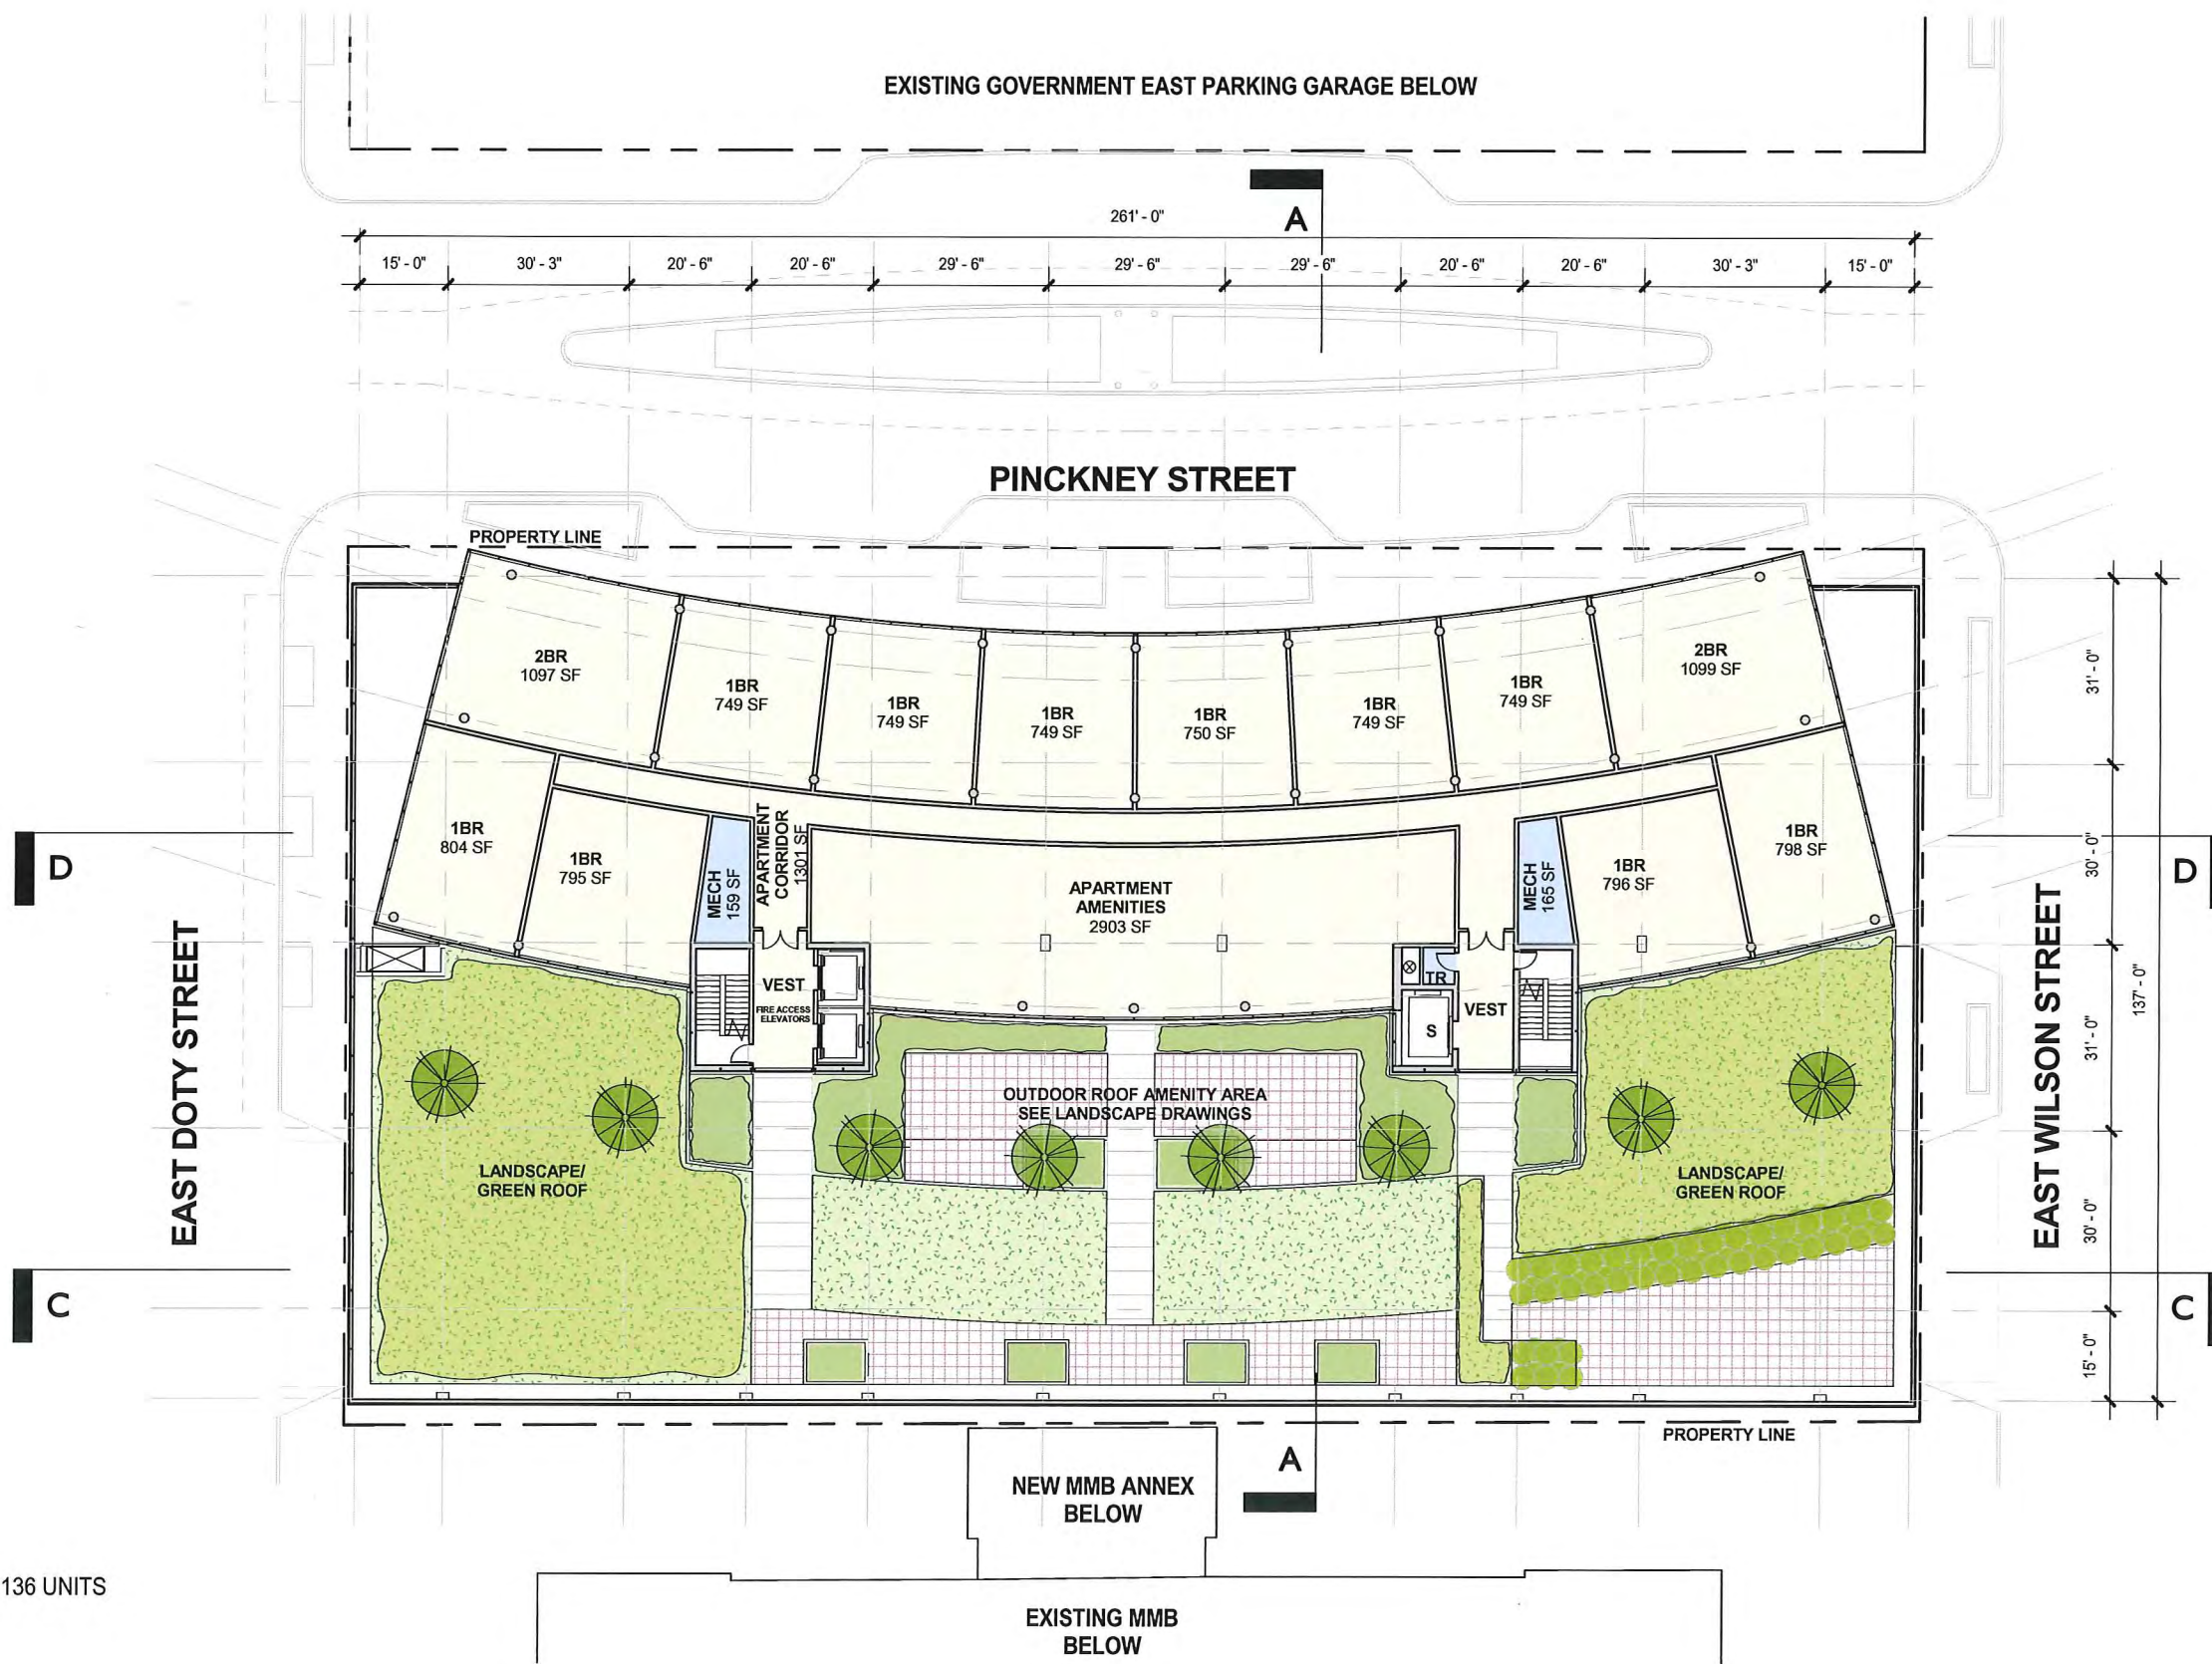 EXISTING GOVERNMENT EAST PARKING GARAGE BELOW
A
261' - 0"
15' - 0"
30' - 3"
20' - 6"
20' - 6"
29' - 6"
29' - 6"
29' - 6"
20' - 6"
20' - 6"
30' - 3"
15' - 0"
PINCKNEY STREET
PROPERTY LINE
2BR
1097 SF
1BR
749 SF
1BR
749 SF
1BR
749 SF
1BR
750 SF
1BR
749 SF
1BR
749 SF
2BR
1099 SF
31' - 0"
1BR
804 SF
1BR
795 SF
MECH
159 SF
APARTMENT
CORRIDOR
1301 SF
APARTMENT
AMENITIES
2903 SF
MECH
165 SF
1BR
796 SF
1BR
798 SF
30' - 0"
D
D
EAST DOTY STREET
VEST
FIRE ACCESS
ELEVATORS
TR
S
VEST
EAST WILSON STREET
137' - 0"
31' - 0"
OUTDOOR ROOF AMENITY AREA
SEE LANDSCAPE DRAWINGS
LANDSCAPE/
GREEN ROOF
LANDSCAPE/
GREEN ROOF
30' - 0"
C
C
15' - 0"
PROPERTY LINE
A
NEW MMB ANNEX
BELOW
136 UNITS
EXISTING MMB
BELOW